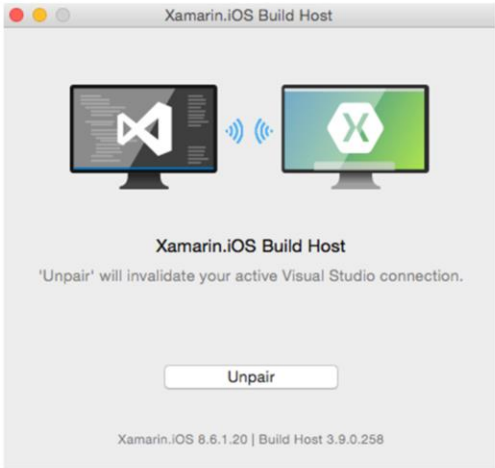 Xamarin.iOS Build Host
Xamarin.iOS Build Host
'Unpair' will invalidate your active Visual Studio connection.
Unpair
Xamarin.iOS 8.6.1.20 | Build Host 3.9.0.258